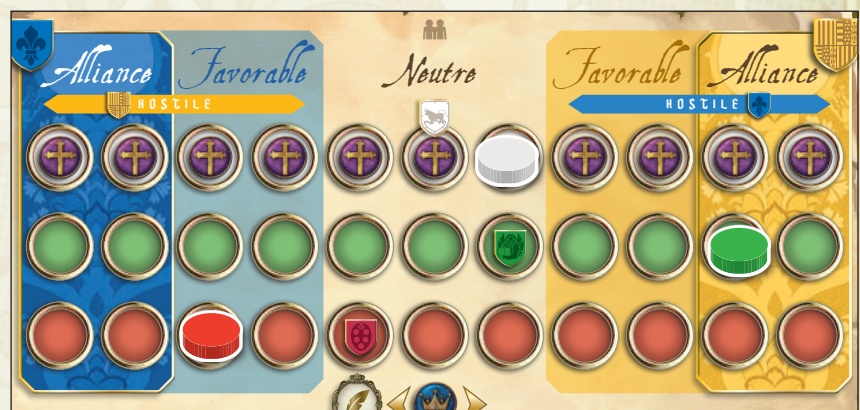 Alliance
Favorable
Neutre
Favorable
Alliance
HOSTILE
HOSTILE